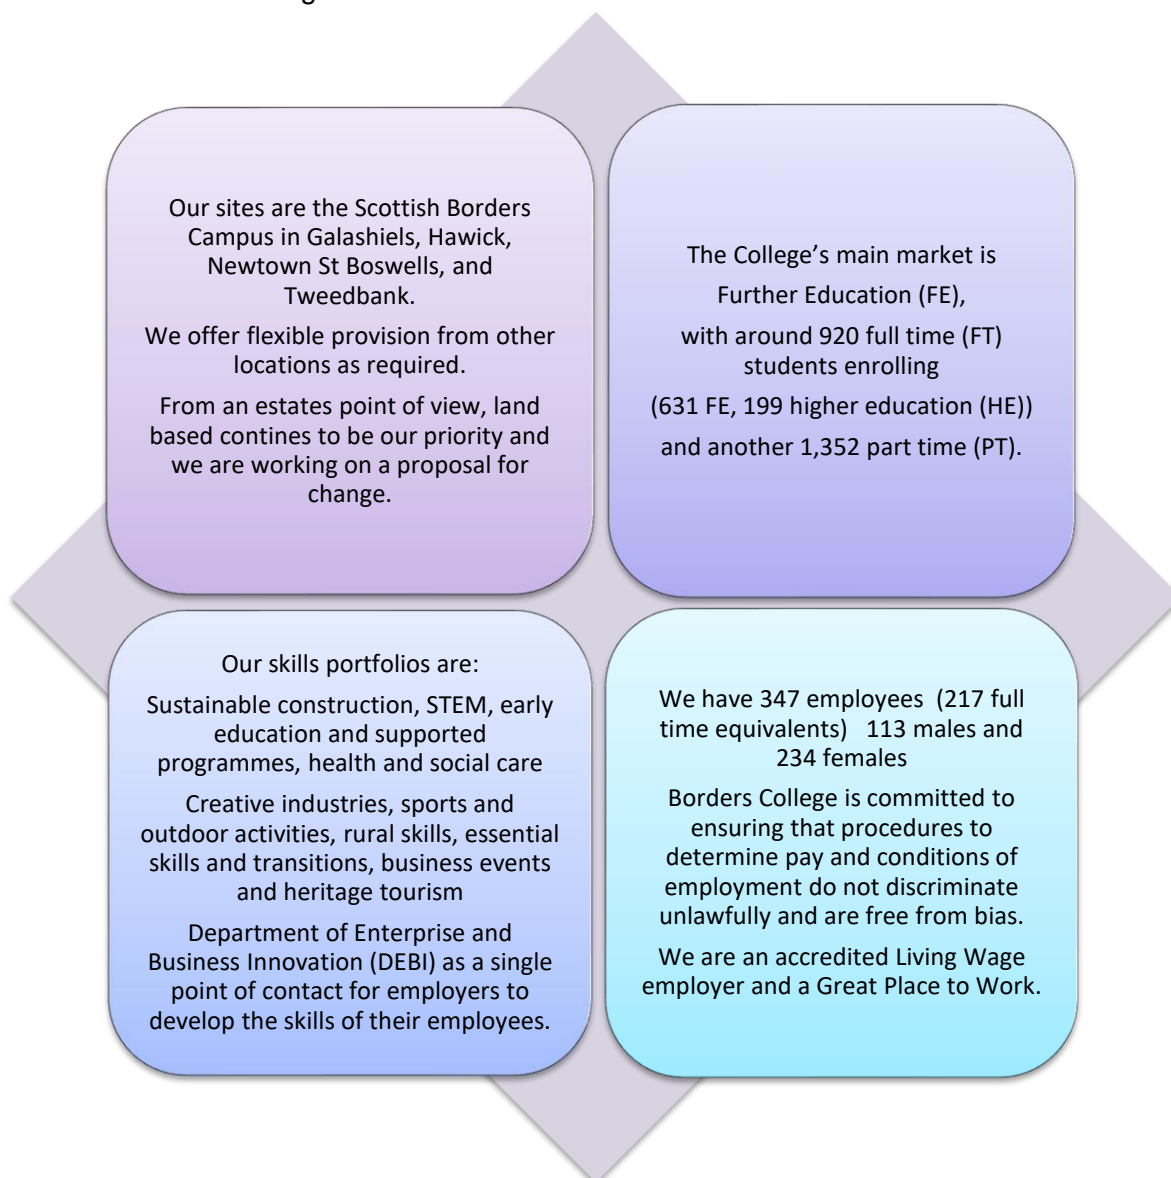 Our sites are the Scottish Borders
Campus in Galashiels, Hawick,
Newtown St Boswells, and
Tweedbank.
We offer flexible provision from other
locations as required.
From an estates point of view, land
based contines to be our priority and
we are working on a proposal for
change.
The College’s main market is
Further Education (FE),
with around 920 full time (FT)
students enrolling
(631 FE, 199 higher education (HE))
and another 1,352 part time (PT).
Our skills portfolios are:
Sustainable construction, STEM, early
education and supported
programmes, health and social care
Creative industries, sports and
outdoor activities, rural skills, essential
skills and transitions, business events
and heritage tourism
Department of Enterprise and
Business Innovation (DEBI) as a single
point of contact for employers to
develop the skills of their employees.
We have 347 employees  (217 full
time equivalents)   113 males and
234 females
Borders College is committed to
ensuring that procedures to
determine pay and conditions of
employment do not discriminate
unlawfully and are free from bias.
We are an accredited Living Wage
employer and a Great Place to Work.